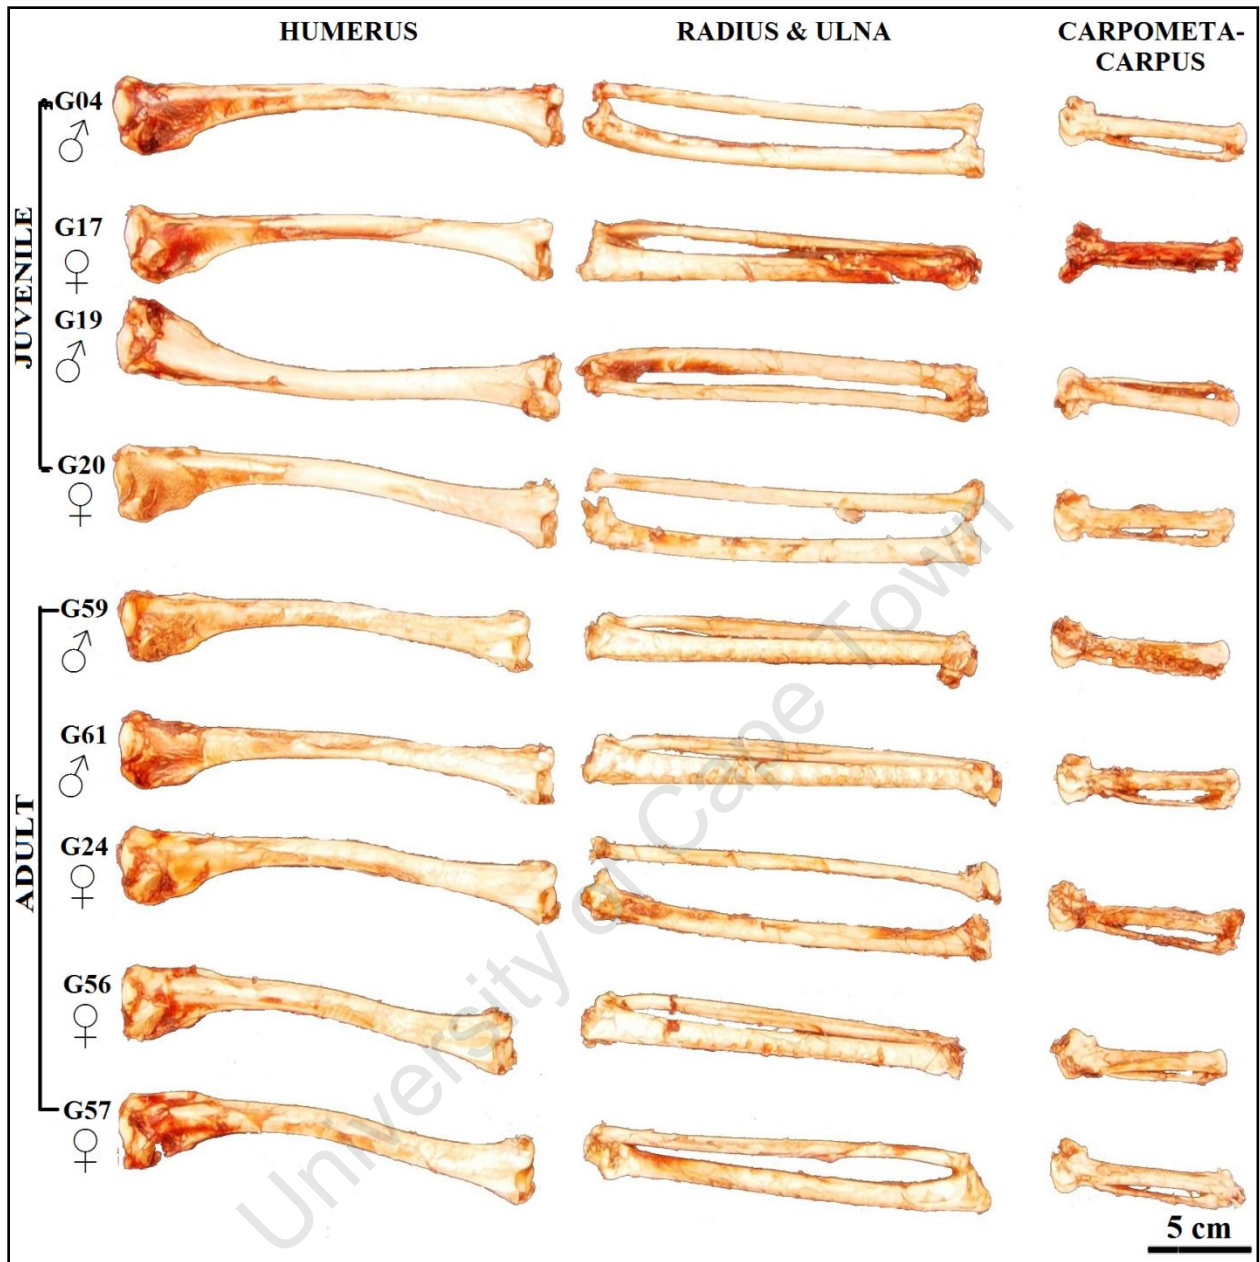 HUMERUS
RADIUS & ULNA
CARPOMETA-
CARPUS
JUVENILE
G04
♂
G17
♀
G19
♂
G20
♀
ADULT
G59
♂
G61
♂
G24
♀
G56
♀
G57
♀
5 cm
University of Cape Town